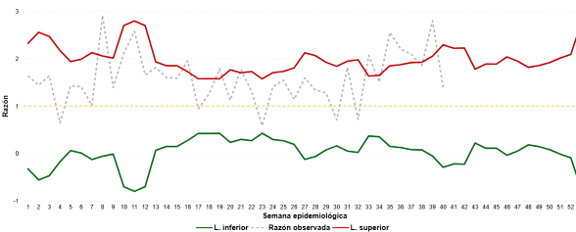 3
2
1
0
-1
Razón
1 2 3 4 5 6 7 8 9 10 11 12 13 14 15 16 17 18 19 20 21 22 23 24 25 26 27 28 29 30 31 32 33 34 35 36 37 38 39 40 41 42 43 44 45 46 47 48 49 50 51 52
Semana epidemiológica
L. inferior Razón observada L. superior